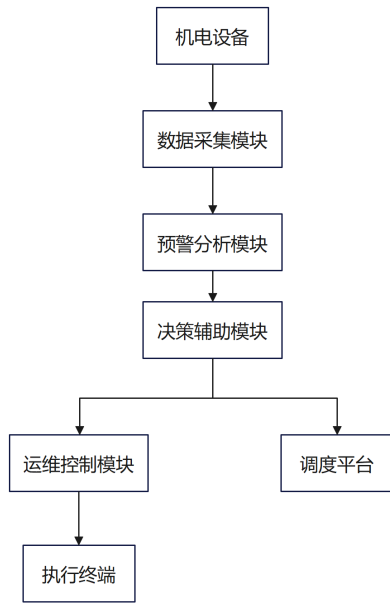 机电设备
数据采集模块
预警分析模块
决策辅助模块
运维控制模块
调度平台
执行终端